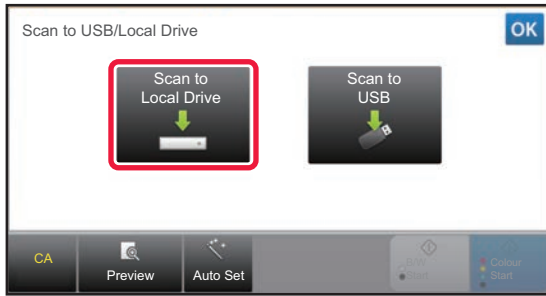 Scan to USB/Local Drive
OK
Scan to
Local Drive
Scan to
USB
CA
Preview
Auto Set
B/W
Start
Colour
Start